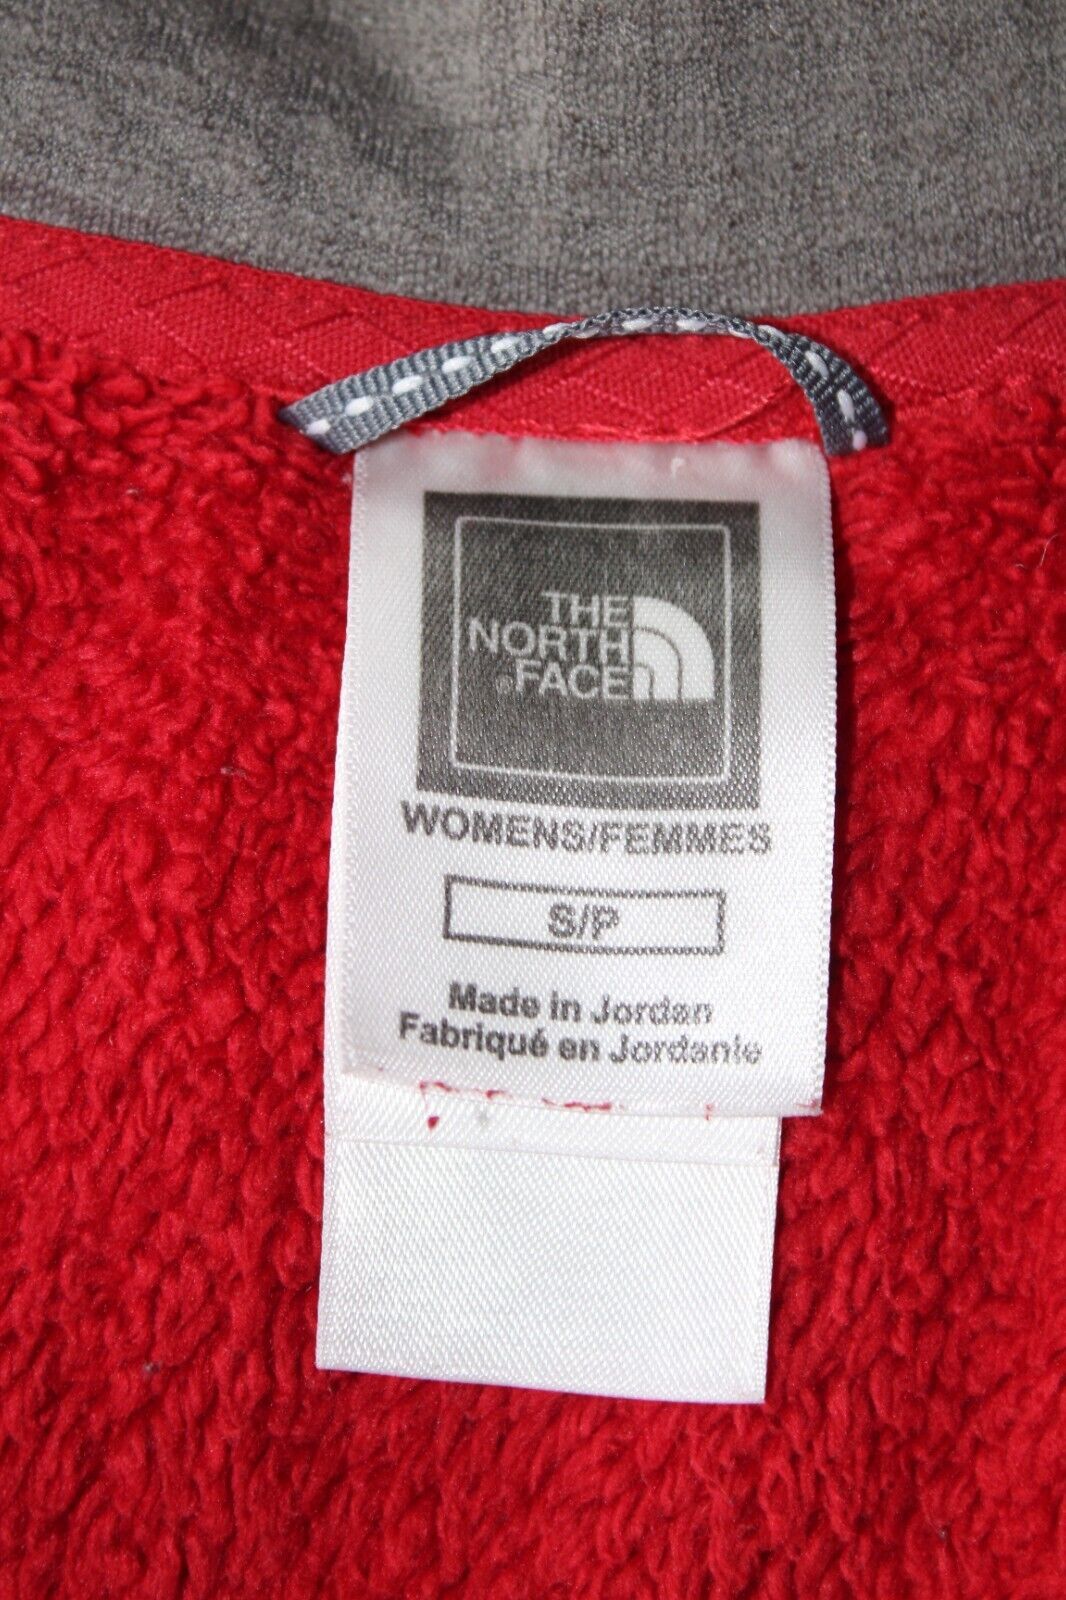 THE
NORTH
®FACE
WOMENS/FEMMES
S/P
Made in Jordan
Fabriqué en Jordanie